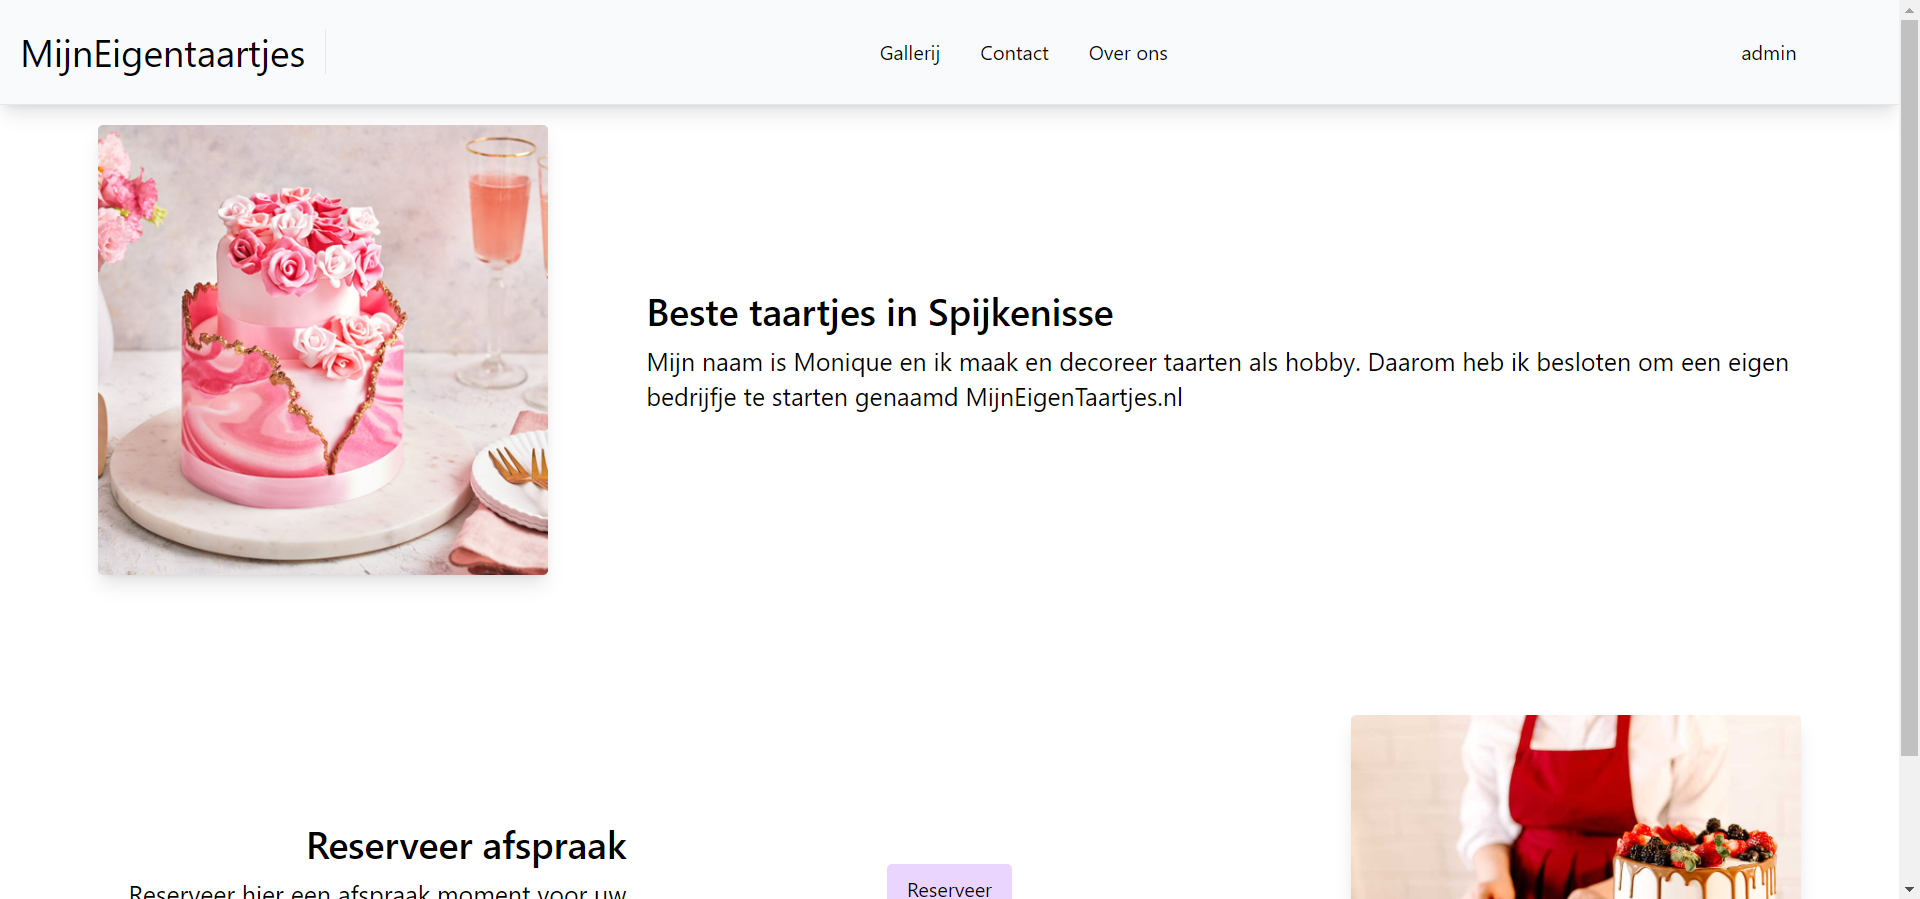 MijnEigentaartjes
Gallerij Contact Over ons
admin
Beste taartjes in Spijkenisse
Mijn naam is Monique en ik maak en decoreer taarten als hobby. Daarom heb ik besloten om een eigen
bedrijfje te starten genaamd MijnEigenTaartjes.nl
Reserveer afspraak
Reserveer hier een afspraak moment voor uw
Reserveer